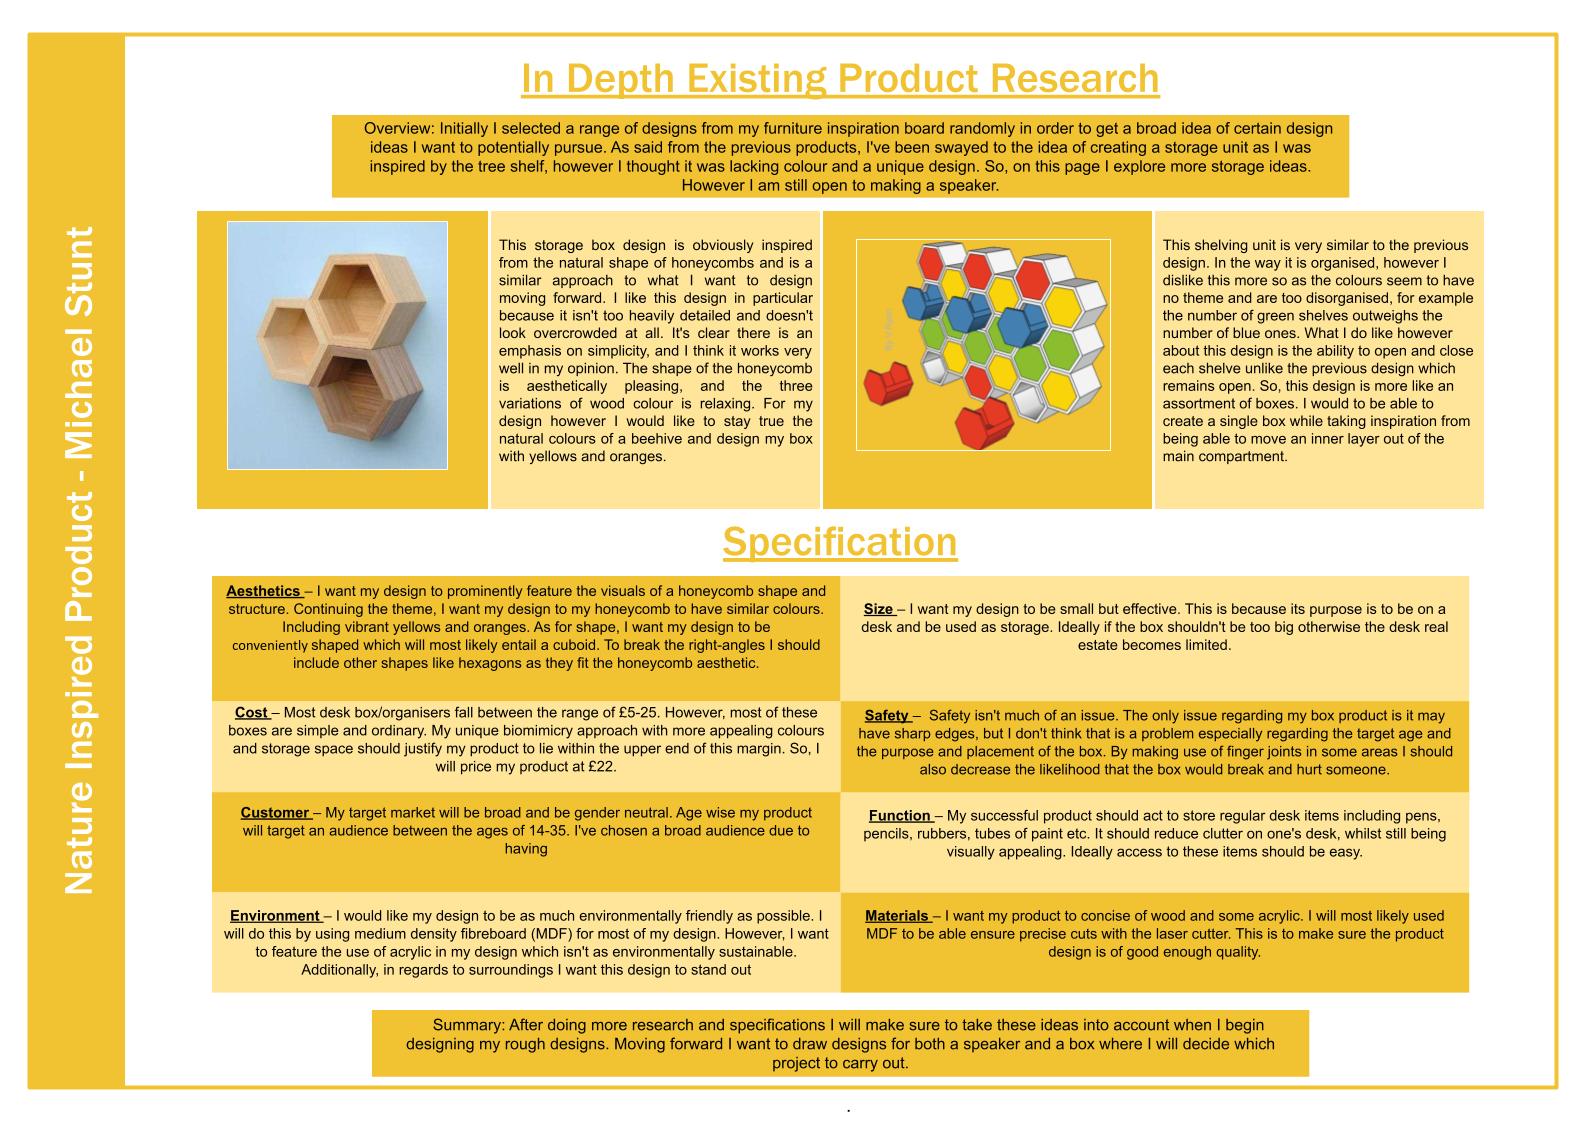 Nature Inspired Product - Michael Stunt
In Depth Existing Product Research
Overview: Initially I selected a range of designs from my furniture inspiration board randomly in order to get a broad idea of certain design
ideas I want to potentially pursue. As said from the previous products, I've been swayed to the idea of creating a storage unit as I was
inspired by the tree shelf, however I thought it was lacking colour and a unique design. So, on this page I explore more storage ideas.
However I am still open to making a speaker.
This storage box design is obviously inspired
from the natural shape of honeycombs and is a
similar approach to what I want to design
moving forward. I like this design in particular
because it isn't too heavily detailed and doesn't
look overcrowded at all. It's clear there is an
emphasis on simplicity, and I think it works very
well in my opinion. The shape of the honeycomb
is aesthetically pleasing, and the three
variations of wood colour is relaxing. For my
design however I would like to stay true the
natural colours of a beehive and design my box
with yellows and oranges.
By: V.Ryan
This shelving unit is very similar to the previous
design. In the way it is organised, however I
dislike this more so as the colours seem to have
no theme and are too disorganised, for example
the number of green shelves outweighs the
number of blue ones. What I do like however
about this design is the ability to open and close
each shelve unlike the previous design which
remains open. So, this design is more like an
assortment of boxes. I would to be able to
create a single box while taking inspiration from
being able to move an inner layer out of the
main compartment.
Specification
Aesthetics – I want my design to prominently feature the visuals of a honeycomb shape and
structure. Continuing the theme, I want my design to my honeycomb to have similar colours.
Including vibrant yellows and oranges. As for shape, I want my design to be
conveniently shaped which will most likely entail a cuboid. To break the right-angles I should
include other shapes like hexagons as they fit the honeycomb aesthetic.
Size – I want my design to be small but effective. This is because its purpose is to be on a
desk and be used as storage. Ideally if the box shouldn't be too big otherwise the desk real
estate becomes limited.
Cost – Most desk box/organisers fall between the range of £5-25. However, most of these
boxes are simple and ordinary. My unique biomimicry approach with more appealing colours
and storage space should justify my product to lie within the upper end of this margin. So, I
will price my product at £22.
Safety – Safety isn't much of an issue. The only issue regarding my box product is it may
have sharp edges, but I don't think that is a problem especially regarding the target age and
the purpose and placement of the box. By making use of finger joints in some areas I should
also decrease the likelihood that the box would break and hurt someone.
Customer – My target market will be broad and be gender neutral. Age wise my product
will target an audience between the ages of 14-35. I've chosen a broad audience due to
having
Function – My successful product should act to store regular desk items including pens,
pencils, rubbers, tubes of paint etc. It should reduce clutter on one's desk, whilst still being
visually appealing. Ideally access to these items should be easy.
Environment – I would like my design to be as much environmentally friendly as possible. I
will do this by using medium density fibreboard (MDF) for most of my design. However, I want
to feature the use of acrylic in my design which isn't as environmentally sustainable.
Additionally, in regards to surroundings I want this design to stand out
Materials – I want my product to concise of wood and some acrylic. I will most likely used
MDF to be able ensure precise cuts with the laser cutter. This is to make sure the product
design is of good enough quality.
Summary: After doing more research and specifications I will make sure to take these ideas into account when I begin
designing my rough designs. Moving forward I want to draw designs for both a speaker and a box where I will decide which
project to carry out.
.